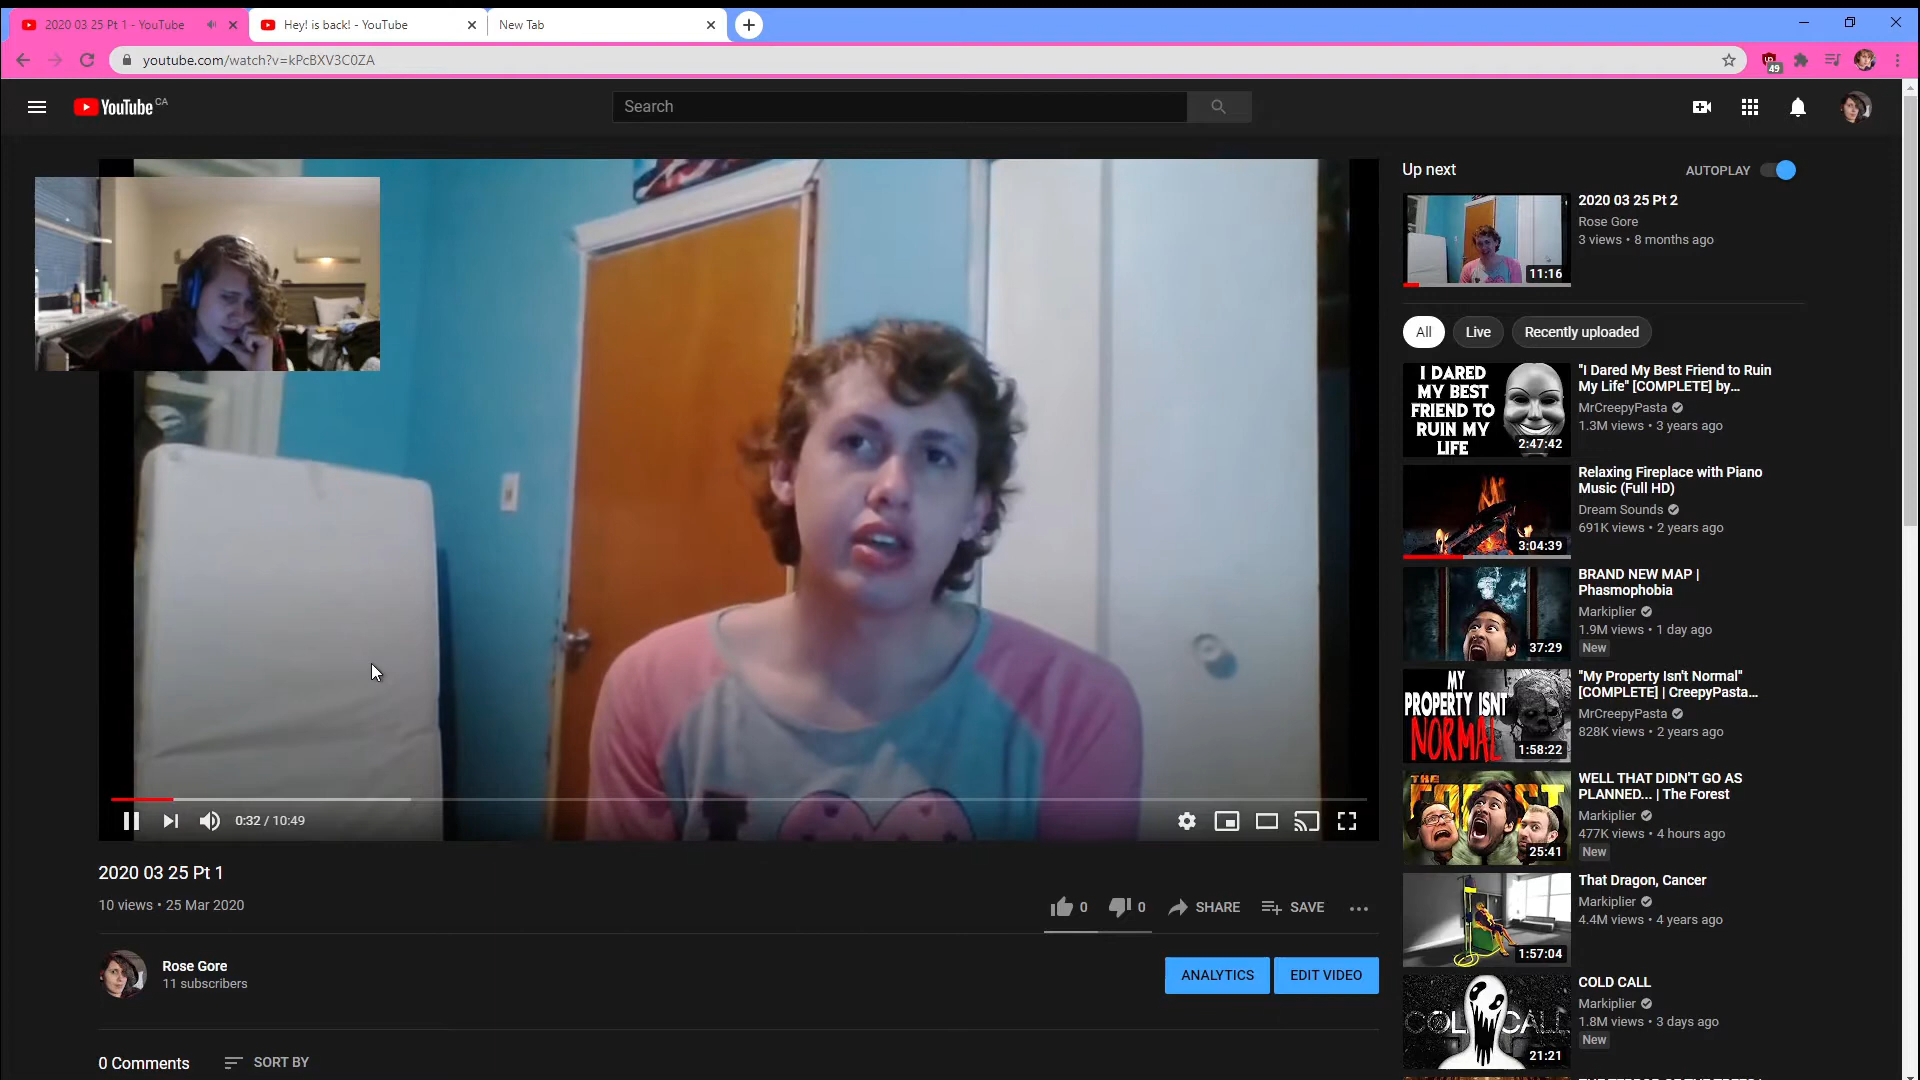 2020 03 25 Pt 1 - YouTube
Hey! is back! - YouTube
New Tab
youtube.com/watch?v=kPcBXV3C0ZA
49
YouTube CA
Search
0:32 / 10:49
2020 03 25 Pt 1
10 views • 25 Mar 2020
0
0
SHARE
SAVE
Rose Gore
11 subscribers
ANALYTICS
EDIT VIDEO
0 Comments
SORT BY
Up next
AUTOPLAY
11:16
2020 03 25 Pt 2
Rose Gore
3 views • 8 months ago
All
Live
Recently uploaded
I DARED
MY BEST
FRIEND TO
RUIN MY
LIFE
2:47:42
"I Dared My Best Friend to Ruin
My Life" [COMPLETE] by...
MrCreepyPasta
1.3M views • 3 years ago
3:04:39
Relaxing Fireplace with Piano
Music (Full HD)
Dream Sounds
691K views • 2 years ago
37:29
BRAND NEW MAP |
Phasmophobia
Markiplier
1.9M views • 1 day ago
New
MY
PROPERTY ISNT
NORMAL
1:58:22
"My Property Isn't Normal"
[COMPLETE] | CreepyPasta...
MrCreepyPasta
828K views • 2 years ago
THE
FOREST
25:41
WELL THAT DIDN'T GO AS
PLANNED... | The Forest
Markiplier
477K views • 4 hours ago
New
1:57:04
That Dragon, Cancer
Markiplier
4.4M views • 4 years ago
COLD CALL
21:21
COLD CALL
Markiplier
1.8M views • 3 days ago
New